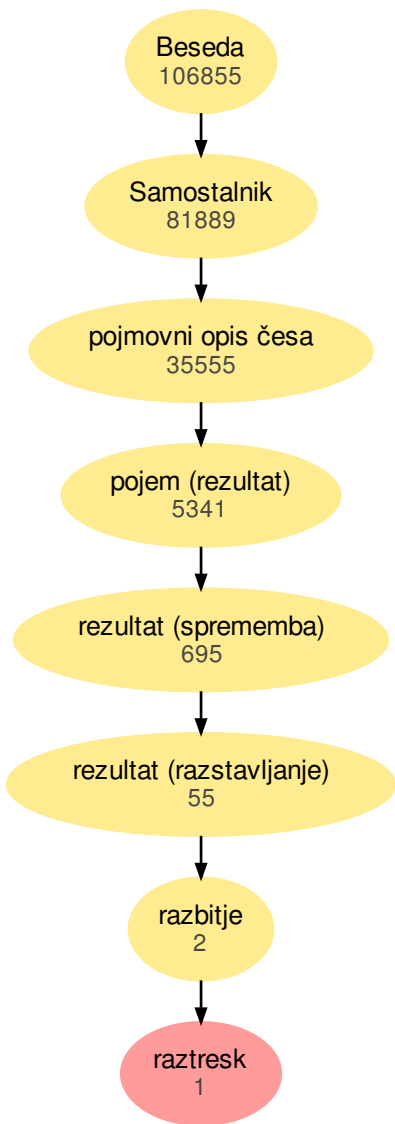 Beseda
106855
Samostalnik
81889
pojmovni opis česa
35555
pojem (rezultat)
5341
rezultat (sprememba)
695
rezultat (razstavljanje)
55
razbitje
2
raztresk
1